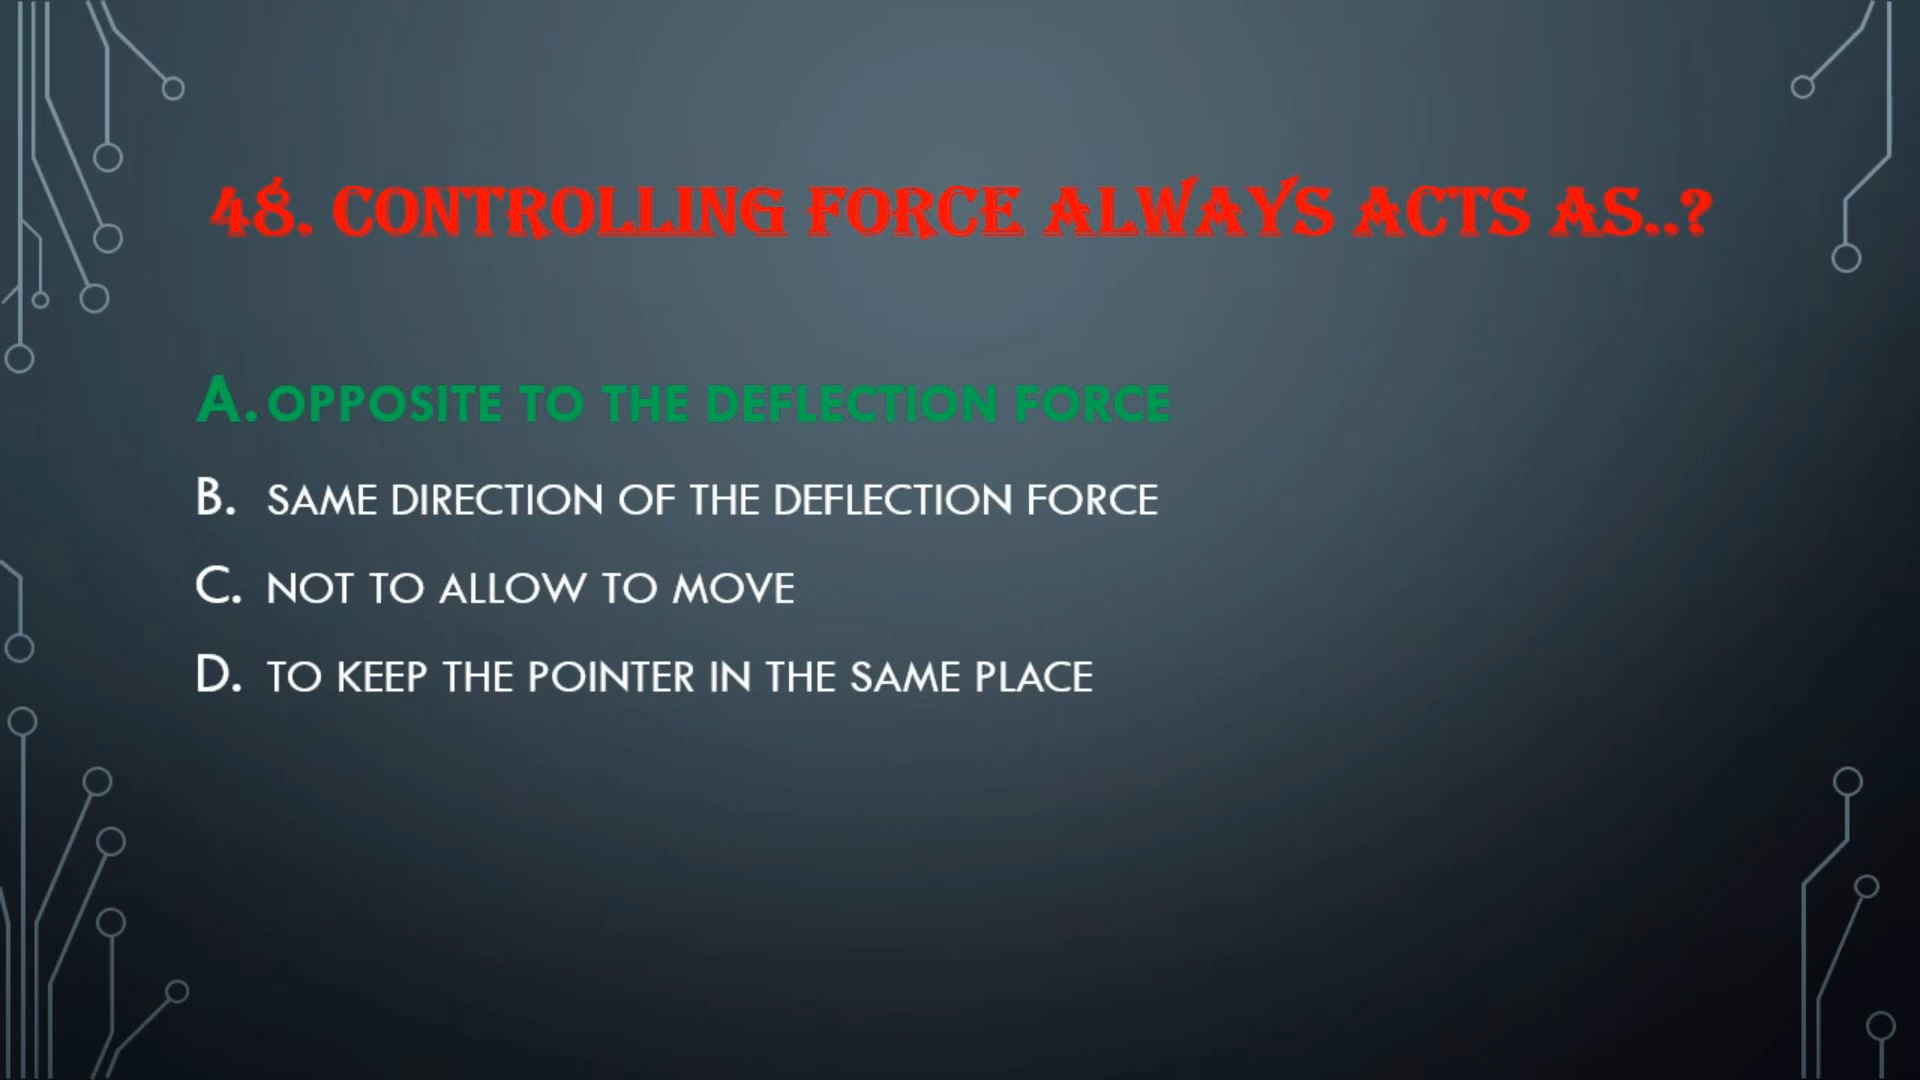 48. CONTROLLING FORCE ALWAYS ACTS AS..?
A. OPPOSITE TO THE DEFLECTION FORCE
B. SAME DIRECTION OF THE DEFLECTION FORCE
C. NOT TO ALLOW TO MOVE
D. TO KEEP THE POINTER IN THE SAME PLACE